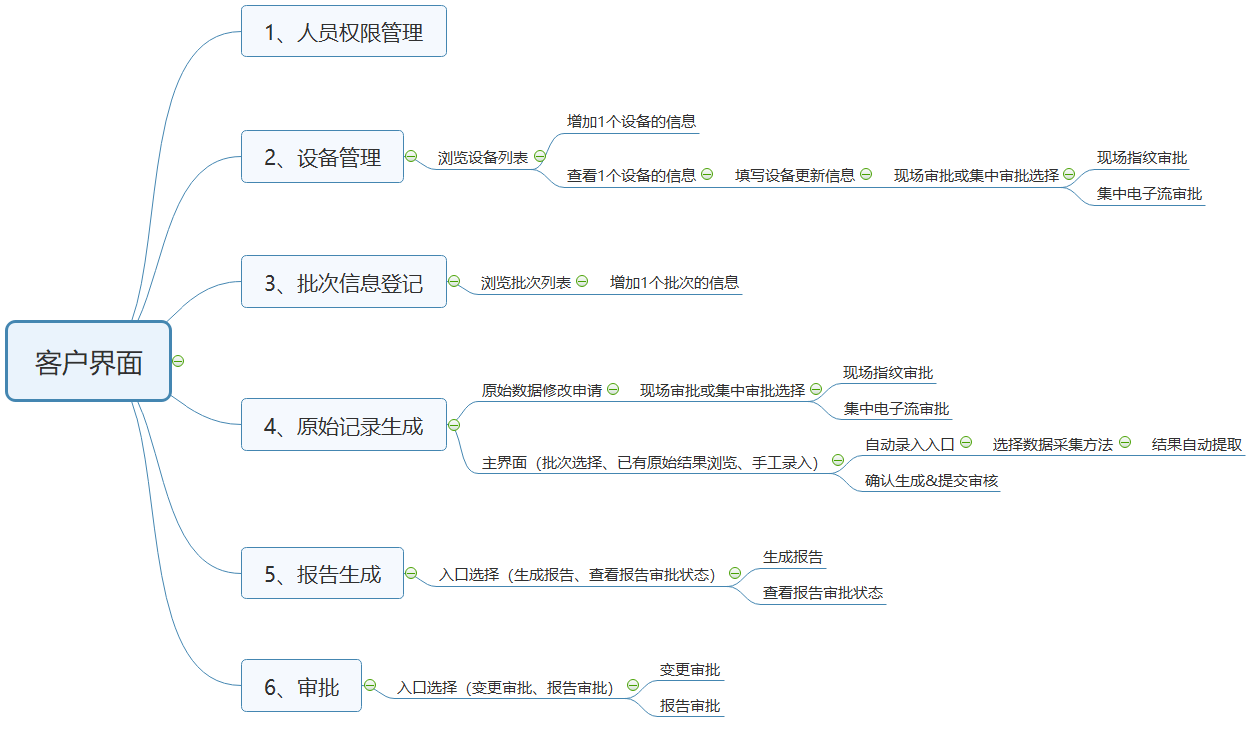 1、人员权限管理
增加1个设备的信息
2、设备管理
浏览设备列表
查看1个设备的信息
填写设备更新信息
现场审批或集中审批选择
现场指纹审批
集中电子流审批
3、批次信息登记
浏览批次列表
增加1个批次的信息
客户界面
4、原始记录生成
原始数据修改申请
现场审批或集中审批选择
现场指纹审批
集中电子流审批
主界面（批次选择、已有原始结果浏览、手工录入）
自动录入入口
选择数据采集方法
结果自动提取
确认生成&提交审核
5、报告生成
入口选择（生成报告、查看报告审批状态）
生成报告
查看报告审批状态
6、审批
入口选择（变更审批、报告审批）
变更审批
报告审批